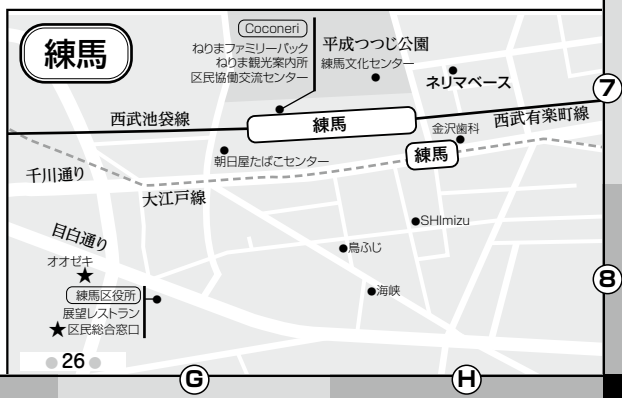 練馬
Coconeri
ねりまファミリーパック
ねりま観光案内所
区民協働交流センター
平成つつじ公園
練馬文化センター
ネリマベース
⑦
西武池袋線
練馬
金沢歯科
西武有楽町線
朝日屋たばこセンター
練馬
千川通り
大江戸線
目白通り
SHImizu
鳥ふじ
オオゼキ
★
練馬区役所
展望レストラン
★区民総合窓口
海峡
⑧
26
Ⓖ
Ⓗ